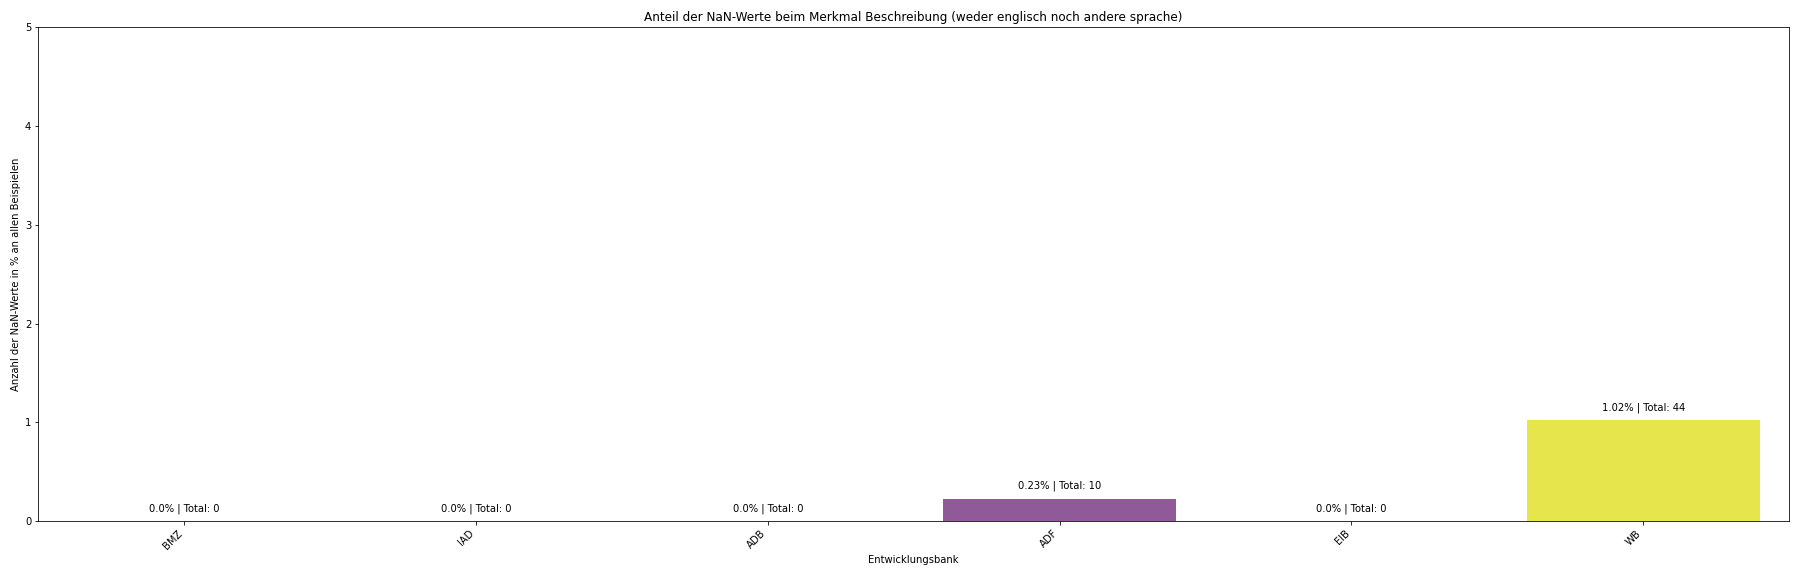 Anteil der NaN-Werte beim Merkmal Beschreibung (weder englisch noch andere sprache)
Anzahl der NaN-Werte in % an allen Beispielen
5
4
3
2
1
0
0.0% | Total: 0
0.0% | Total: 0
0.0% | Total: 0
0.23% | Total: 10
0.0% | Total: 0
1.02% | Total: 44
BMZ
IAD
ADB
ADF
EIB
WB
Entwicklungsbank